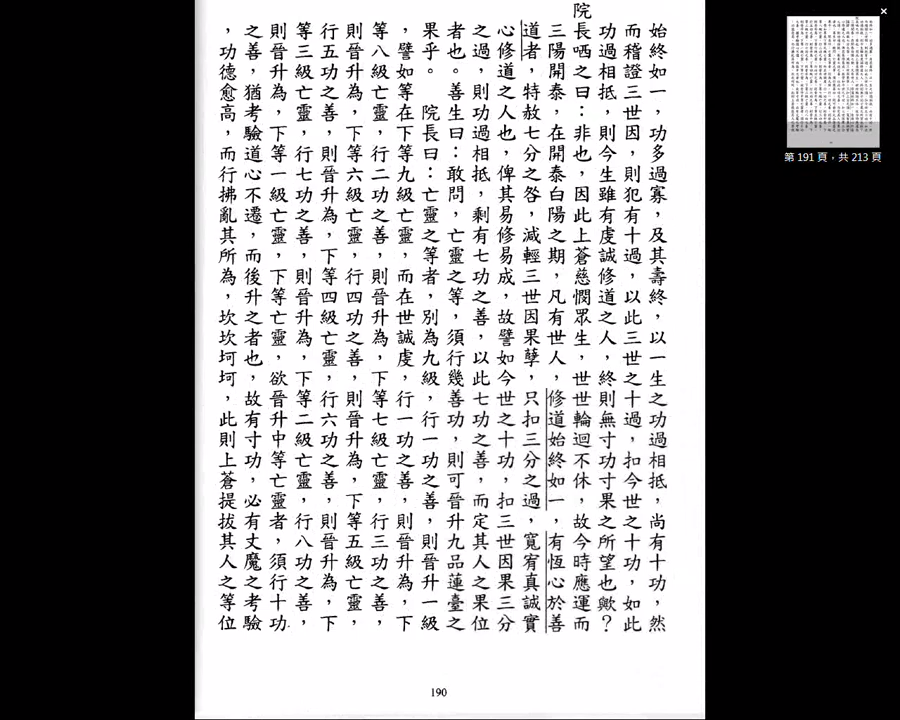 始終如一，功多過寡，及其壽終，以一生之功過相抵，尚有十功，然
而稽證三世因，則犯有十過，以此三世之十過，扣今世之十功，如此
功過相抵，則今生雖有虔誠修道之人，終則無寸功寸果之所望也歟？
院長哂之曰：非也，因此上蒼慈憫眾生，世世輪迴不休，故今時應運而
三陽開泰，在開泰白陽之期，凡有世人，修道始終如一，有恆心於善
道者，特赦七分之咎，減輕三世因果孽，只扣三分之過，寬宥真誠實
心修道之人也，俾其易修易成，故譬如今世之十功，扣三世因果三分
之過，則功過相抵，剩有七功之善，以此七功之善，而定其人之果位
者也。善生曰：敢問，亡靈之等，須行幾善功，則可晉升九品蓮臺之
果乎。　院長曰：亡靈之等者，別為九級，行一功之善，則晉升一級
，譬如等在下等九級亡靈，而在世誠虔，行一功之善，則晉升為，下
等八級亡靈，行二功之善，則晉升為，下等七級亡靈，行三功之善，
則晉升為，下等六級亡靈，行四功之善，則晉升為，下等五級亡靈，
行五功之善，則晉升為，下等四級亡靈，行六功之善，則晉升為，下
等三級亡靈，行七功之善，則晉升為，下等二級亡靈，行八功之善，
則晉升為，下等一級亡靈，下等亡靈，欲晉升中等亡靈者，須行十功
之善，猶考驗道心不遷，而後升之者也，故有寸功，必有丈魔之考驗
，功德愈高，而行拂亂其所為，坎坎坷坷，此則上蒼提拔其人之等位
190
第 191 頁，共 213 頁